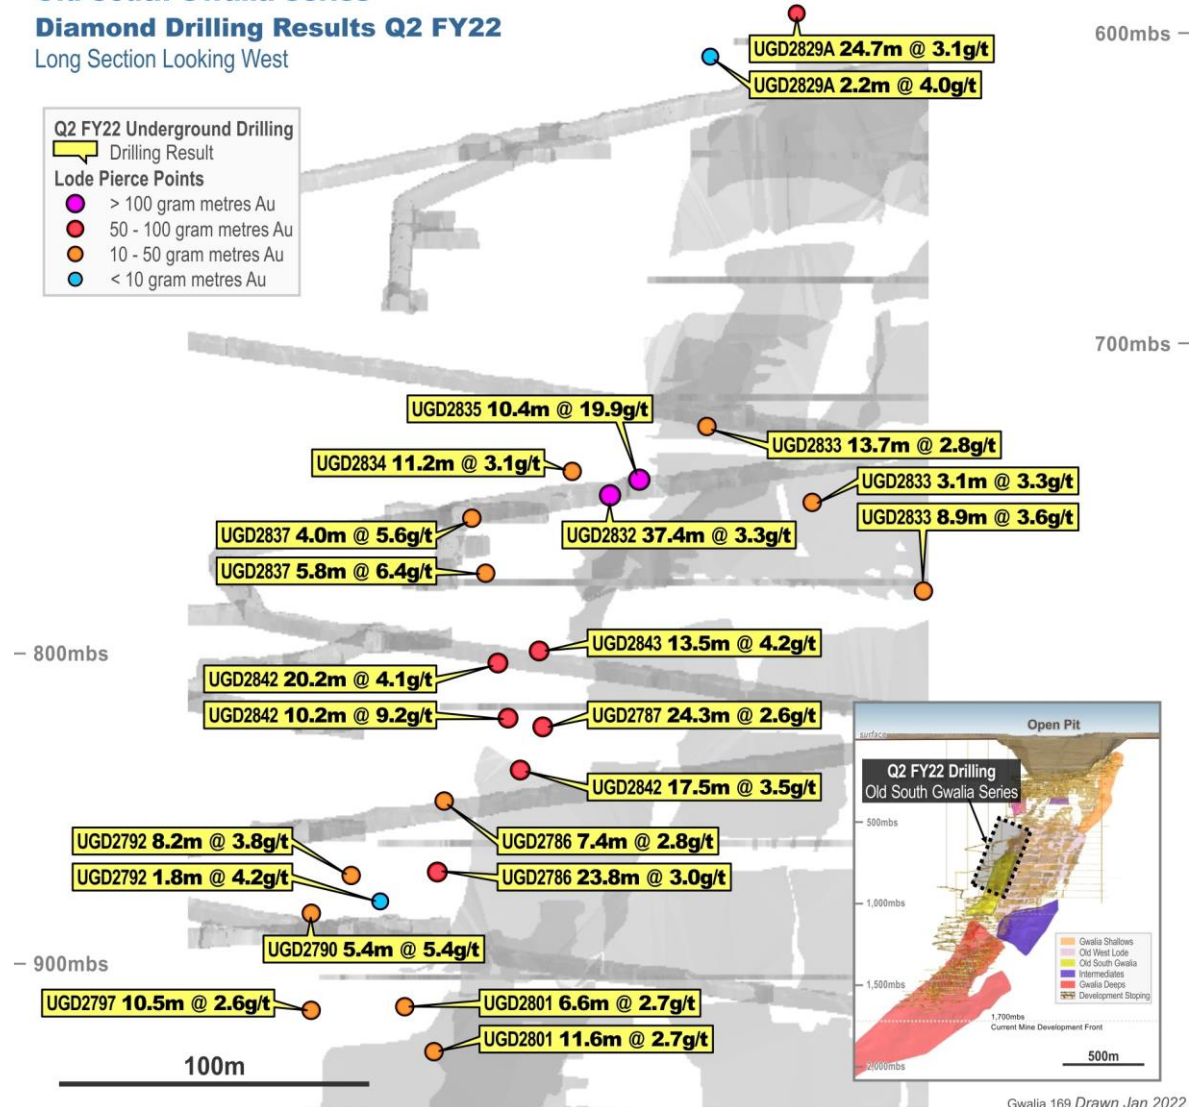 Diamond Drilling Results Q2 FY22
Long Section Looking West
Q2 FY22 Underground Drilling
Drilling Result
Lode Pierce Points
> 100 gram metres Au
50 - 100 gram metres Au
10 - 50 gram metres Au
< 10 gram metres Au
600mbs
UGD2829A 24.7m @ 3.1g/t
UGD2829A 2.2m @ 4.0g/t
700mbs
UGD2835 10.4m @ 19.9g/t
UGD2833 13.7m @ 2.8g/t
UGD2834 11.2m @ 3.1g/t
UGD2833 3.1m @ 3.3g/t
UGD2833 8.9m @ 3.6g/t
UGD2837 4.0m @ 5.6g/t
UGD2832 37.4m @ 3.3g/t
UGD2837 5.8m @ 6.4g/t
800mbs
UGD2843 13.5m @ 4.2g/t
UGD2842 20.2m @ 4.1g/t
UGD2842 10.2m @ 9.2g/t
UGD2787 24.3m @ 2.6g/t
UGD2842 17.5m @ 3.5g/t
UGD2792 8.2m @ 3.8g/t
UGD2786 7.4m @ 2.8g/t
UGD2792 1.8m @ 4.2g/t
UGD2786 23.8m @ 3.0g/t
UGD2790 5.4m @ 5.4g/t
900mbs
UGD2797 10.5m @ 2.6g/t
UGD2801 6.6m @ 2.7g/t
UGD2801 11.6m @ 2.7g/t
100m
Open Pit
surface
Q2 FY22 Drilling
Old South Gwalia Series
500mbs
1,000mbs
1,500mbs
2,000mbs
Gwalia Shallows
Old West Lode
Old South Gwalia
Intermediates
Gwalia Deeps
Development Stoping
1,700mbs
Current Mine Development Front
500m
Gwalia 169 Drawn Jan 2022